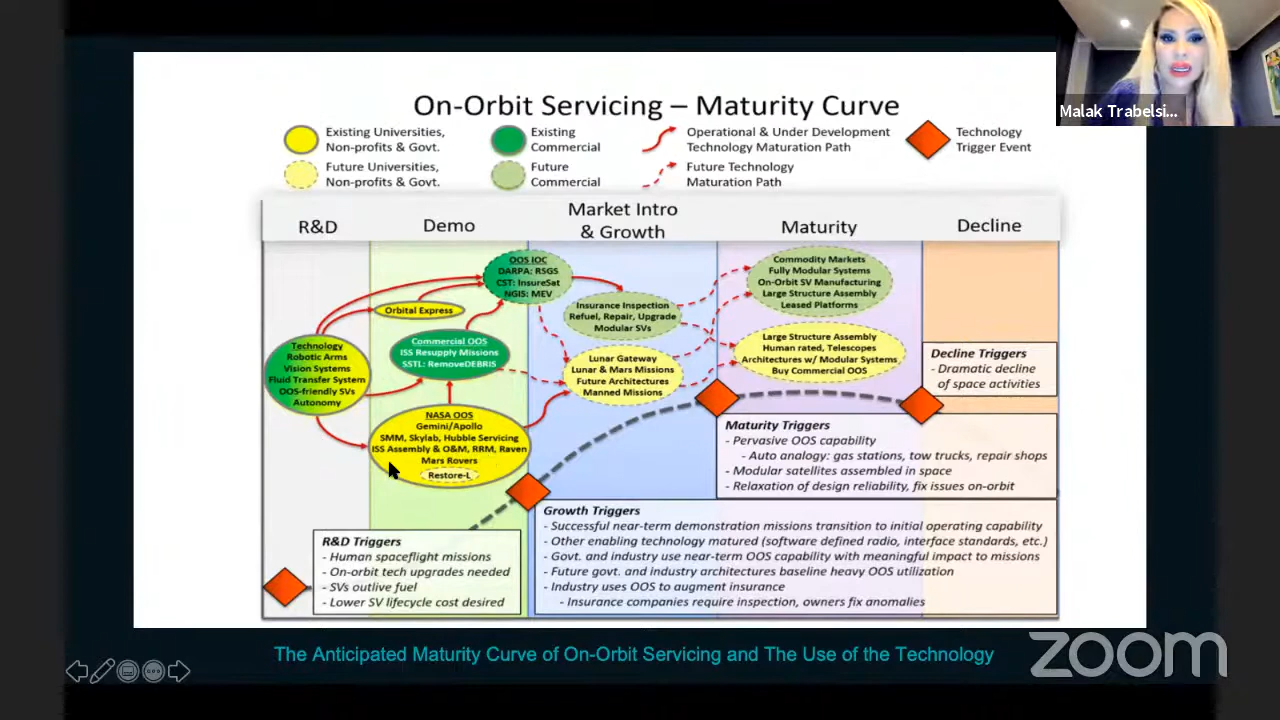 Malak Trabelsi...
On-Orbit Servicing – Maturity Curve
Existing Universities,
Non-profits & Govt.
Future Universities,
Non-profits & Govt.
Existing
Commercial
Future
Commercial
Operational & Under Development
Technology Maturation Path
Future Technology
Maturation Path
Technology
Trigger Event
R&D
Demo
Market Intro
& Growth
Maturity
Decline
OOS IOC
DARPA: RSGS
CST: InsureSat
NGIS: MEV
Orbital Express
Technology
Robotic Arms
Vision Systems
Fluid Transfer System
OOS-friendly SVs
Autonomy
Commercial OOS
ISS Resupply Missions
SSTL: RemoveDEBRIS
NASA OOS
Gemini/Apollo
SMM, Skylab, Hubble Servicing
ISS Assembly & O&M, RRM, Raven
Mars Rovers
Restore-L
Insurance Inspection
Refuel, Repair, Upgrade
Modular SVs
Lunar Gateway
Lunar & Mars Missions
Future Architectures
Manned Missions
Commodity Markets
Fully Modular Systems
On-Orbit SV Manufacturing
Large Structure Assembly
Leased Platforms
Large Structure Assembly
Human rated, Telescopes
Architectures w/ Modular Systems
Buy Commercial OOS
Decline Triggers
- Dramatic decline
of space activities
Maturity Triggers
- Pervasive OOS capability
- Auto analogy: gas stations, tow trucks, repair shops
- Modular satellites assembled in space
- Relaxation of design reliability, fix issues on-orbit
Growth Triggers
- Successful near-term demonstration missions transition to initial operating capability
- Other enabling technology matured (software defined radio, interface standards, etc.)
- Govt. and industry use near-term OOS capability with meaningful impact to missions
- Future govt. and industry architectures baseline heavy OOS utilization
- Industry uses OOS to augment insurance
- Insurance companies require inspection, owners fix anomalies
R&D Triggers
- Human spaceflight missions
- On-orbit tech upgrades needed
- SVs outlive fuel
- Lower SV lifecycle cost desired
The Anticipated Maturity Curve of On-Orbit Servicing and The Use of the Technology
zoom